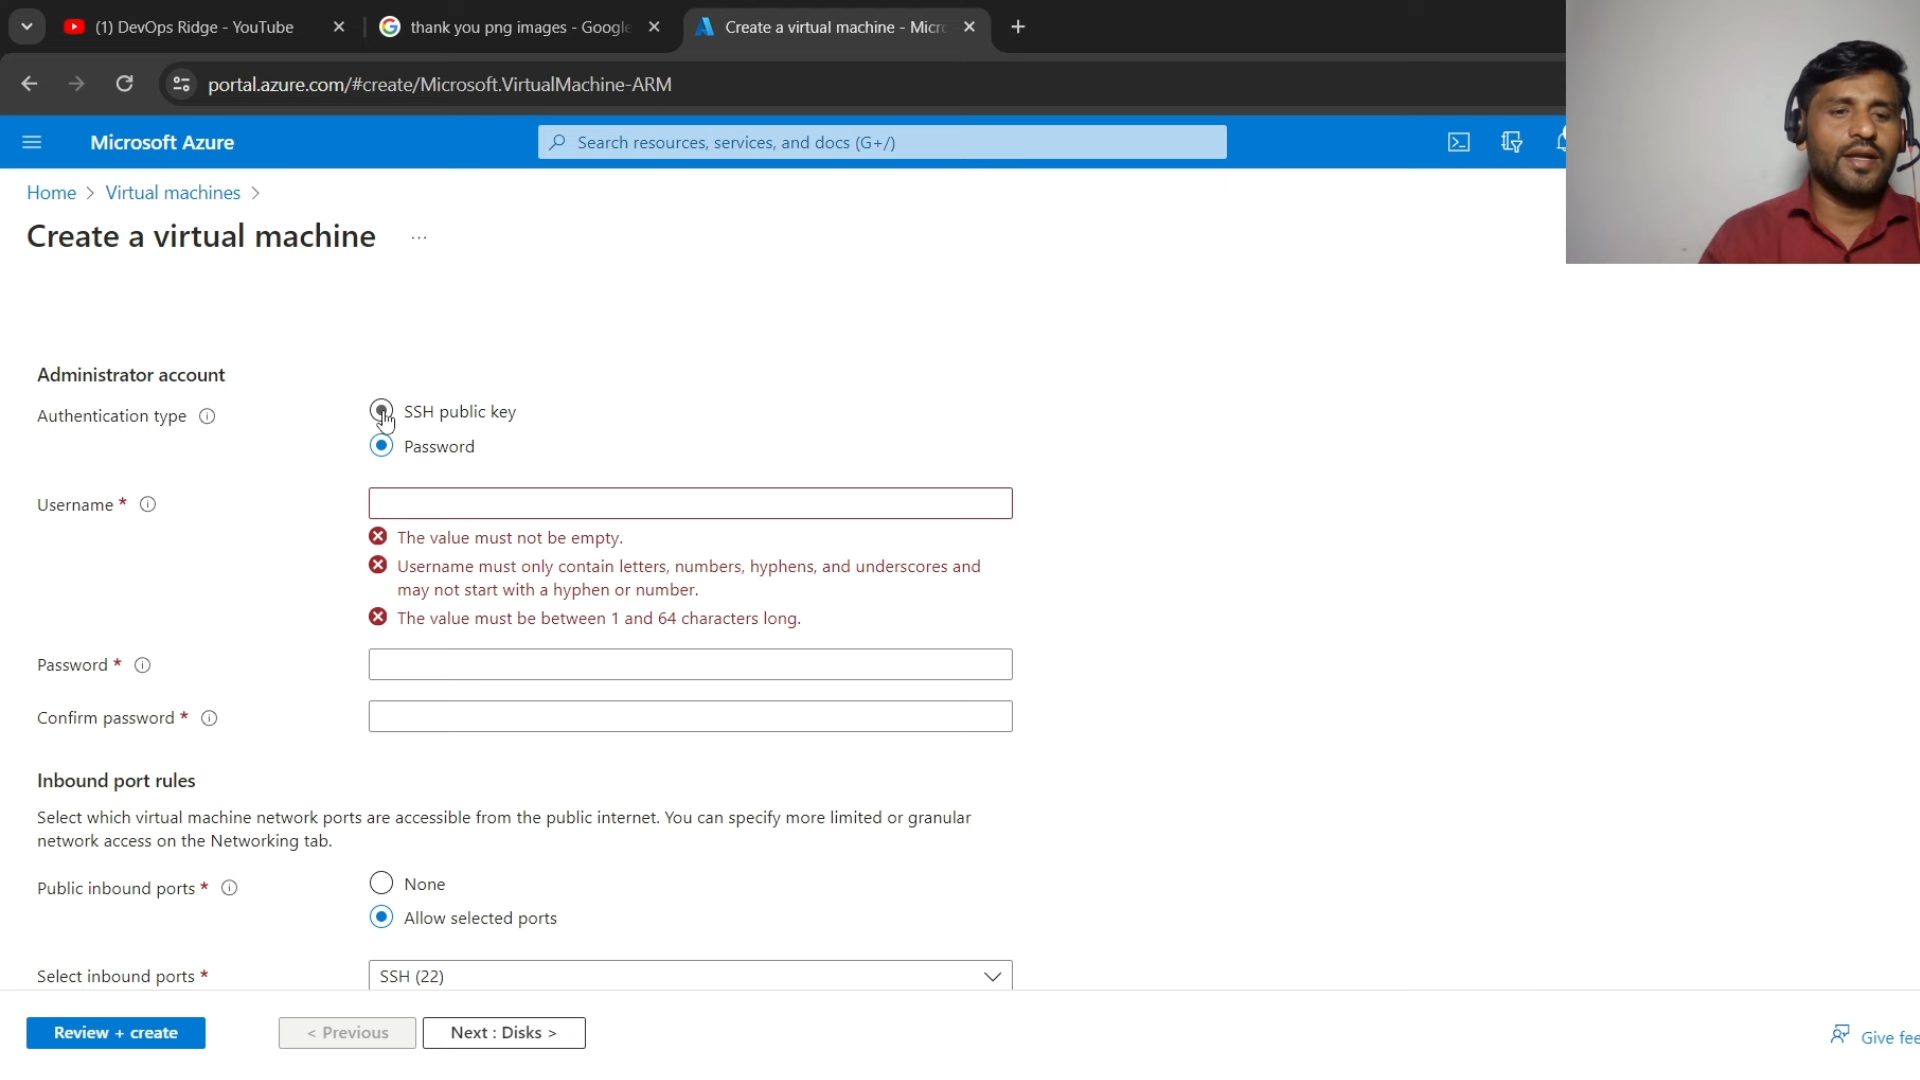 (1) DevOps Ridge - YouTube
thank you png images - Google
Create a virtual machine - Micro
portal.azure.com/#create/Microsoft.VirtualMachine-ARM
Microsoft Azure
Search resources, services, and docs (G+/)
Home > Virtual machines >
Create a virtual machine ...
Administrator account
Authentication type
SSH public key
Password
Username *
The value must not be empty.
Username must only contain letters, numbers, hyphens, and underscores and
may not start with a hyphen or number.
The value must be between 1 and 64 characters long.
Password *
Confirm password *
Inbound port rules
Select which virtual machine network ports are accessible from the public internet. You can specify more limited or granular
network access on the Networking tab.
Public inbound ports *
None
Allow selected ports
Select inbound ports *
SSH (22)
Review + create
< Previous
Next : Disks >
Give fee